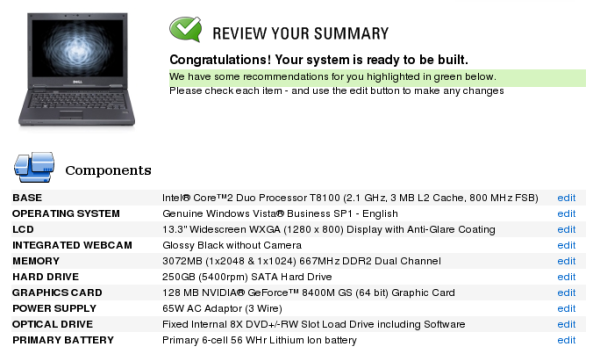 REVIEW YOUR SUMMARY
Congratulations! Your system is ready to be built.
We have some recommendations for you highlighted in green below.
Please check each item - and use the edit button to make any changes
Components
BASE Intel® Core™2 Duo Processor T8100 (2.1 GHz, 3 MB L2 Cache, 800 MHz FSB) edit
OPERATING SYSTEM Genuine Windows Vista® Business SP1 - English edit
LCD 13.3" Widescreen WXGA (1280 x 800) Display with Anti-Glare Coating edit
INTEGRATED WEBCAM Glossy Black without Camera edit
MEMORY 3072MB (1x2048 & 1x1024) 667MHz DDR2 Dual Channel edit
HARD DRIVE 250GB (5400rpm) SATA Hard Drive edit
GRAPHICS CARD 128 MB NVIDIA® GeForce™ 8400M GS (64 bit) Graphic Card edit
POWER SUPPLY 65W AC Adaptor (3 Wire) edit
OPTICAL DRIVE Fixed Internal 8X DVD+/-RW Slot Load Drive including Software edit
PRIMARY BATTERY Primary 6-cell 56 WHr Lithium Ion battery edit